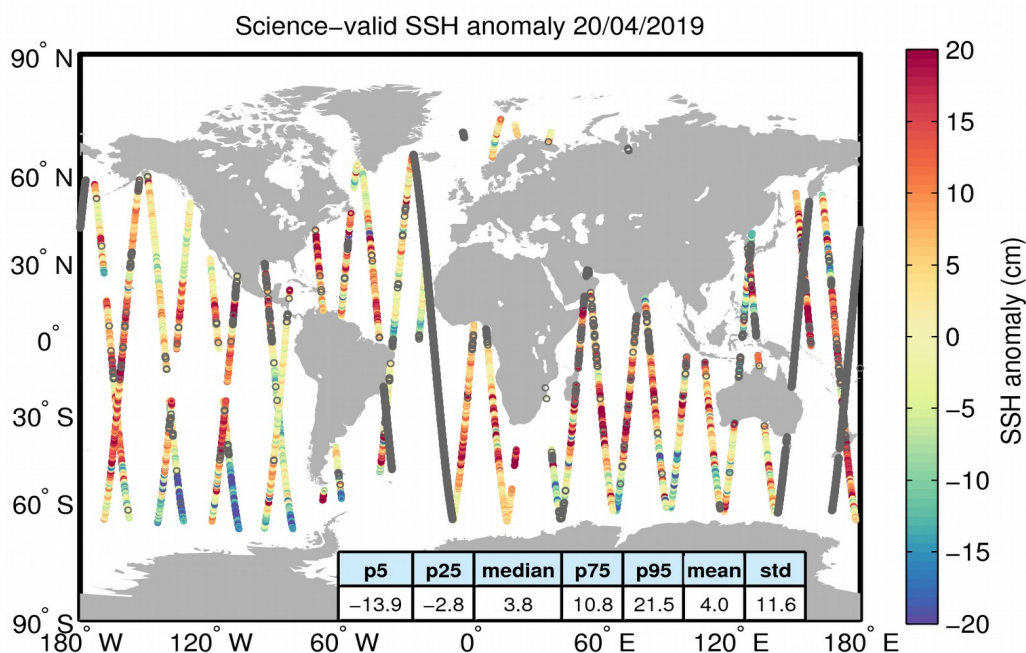 Science−valid SSH anomaly 20/04/2019
90° N
60° N
30° N
0°
30° S
60° S
90° S
180° W
120° W
60° W
0°
60° E
120° E
180° E
p5 p25 median p75 p95 mean std
−13.9 −2.8 3.8 10.8 21.5 4.0 11.6
20
15
10
5
0
−5
−10
−15
−20
SSH anomaly (cm)